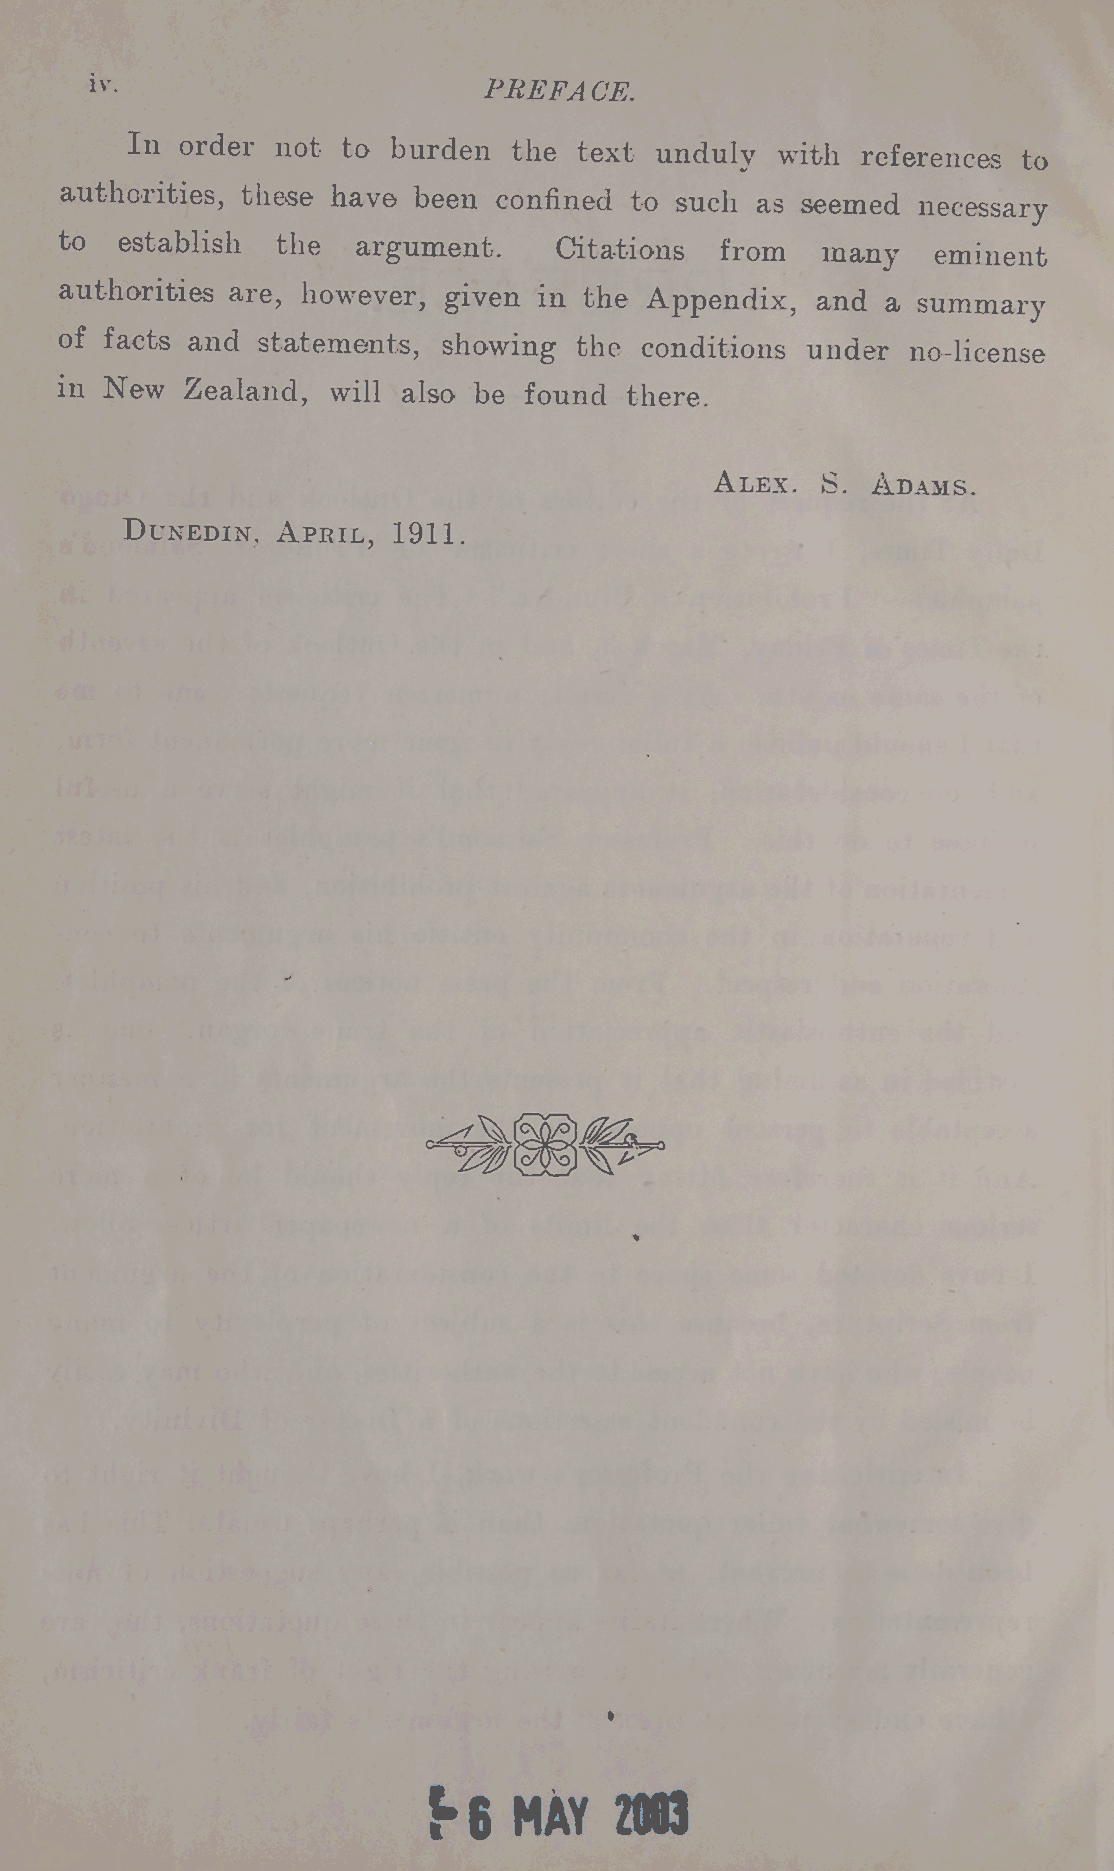 iv.
PREFACE.
In order not to burden the text unduly with references to
authorities, these have been confined to such as seemed necessary
to establish the argument. Citations from many eminent
authorities are, however, given in the Appendix, and a summary
of facts and statements, showing the conditions under no-license
in New Zealand, will also be found there.
ALEX. S. ADAMS.
DUNEDIN, APRIL, 1911.
- 6 MAY 2003